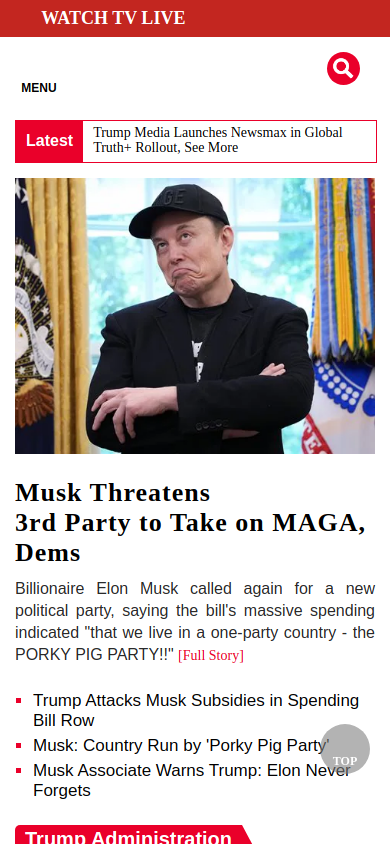 WATCH TV LIVE
MENU
Latest
Trump Media Launches Newsmax in Global
Truth+ Rollout, See More
Musk Threatens
3rd Party to Take on MAGA,
Dems
Billionaire Elon Musk called again for a new
political party, saying the bill's massive spending
indicated "that we live in a one-party country - the
PORKY PIG PARTY!!" [Full Story]
Trump Attacks Musk Subsidies in Spending
Bill Row
Musk: Country Run by 'Porky Pig Party'
Musk Associate Warns Trump: Elon Never
Forgets
TOP
Trump Administration